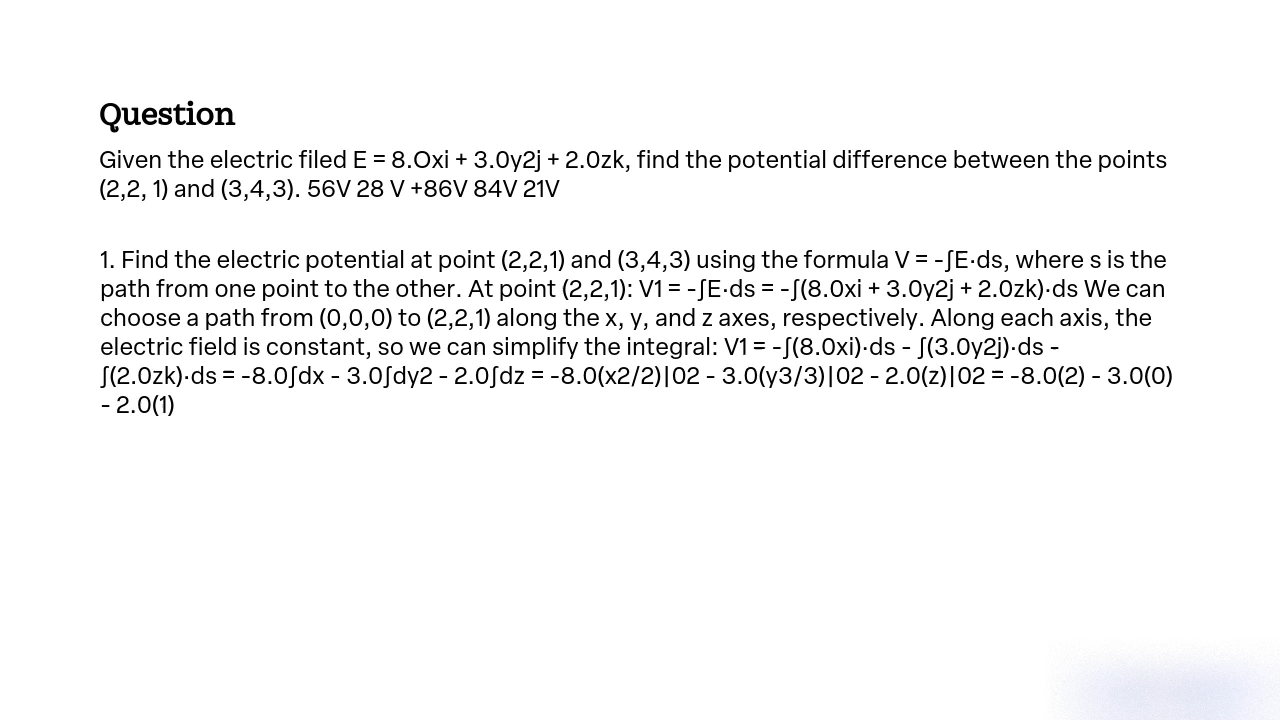 Question
Given the electric filed E = 8.Oxi + 3.0y2j + 2.0zk, find the potential difference between the points
(2,2, 1) and (3,4,3). 56V 28 V +86V 84V 21V
1. Find the electric potential at point (2,2,1) and (3,4,3) using the formula V = -∫E⋅ds, where s is the
path from one point to the other. At point (2,2,1): V1 = -∫E⋅ds = -∫(8.0xi + 3.0y2j + 2.0zk)⋅ds We can
choose a path from (0,0,0) to (2,2,1) along the x, y, and z axes, respectively. Along each axis, the
electric field is constant, so we can simplify the integral: V1 = -∫(8.0xi)⋅ds - ∫(3.0y2j)⋅ds -
∫(2.0zk)⋅ds = -8.0∫dx - 3.0∫dy2 - 2.0∫dz = -8.0(x2/2)|02 - 3.0(y3/3)|02 - 2.0(z)|02 = -8.0(2) - 3.0(0)
- 2.0(1)